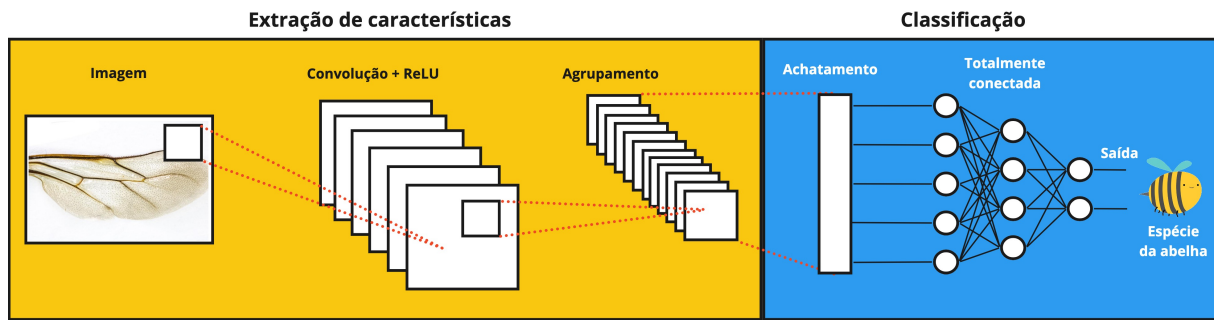 Extração de características
Classificação
Imagem
Convolução + ReLU
Agrupamento
Achatamento
Totalmente
conectada
Saída
Espécie
da abelha